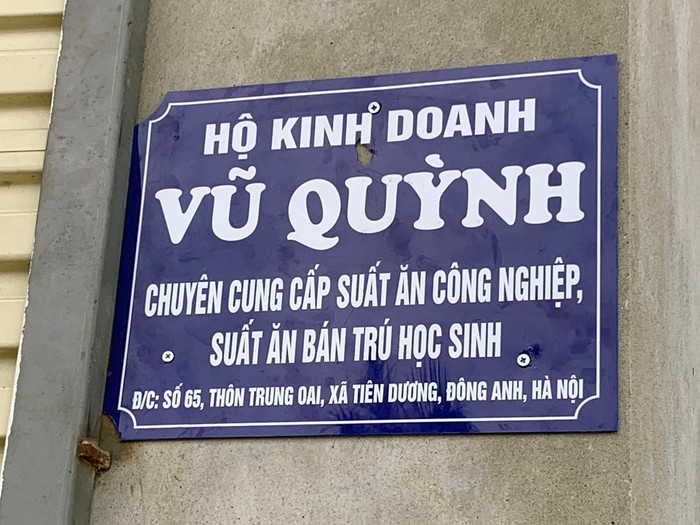 HỘ KINH DOANH
VŨ QUỲNH
CHUYÊN CUNG CẤP SUẤT ĂN CÔNG NGHIỆP,
SUẤT ĂN BÁN TRÚ HỌC SINH
Đ/C: SỐ 65, THÔN TRUNG OAI, XÃ TIÊN DƯƠNG, ĐÔNG ANH, HÀ NỘI